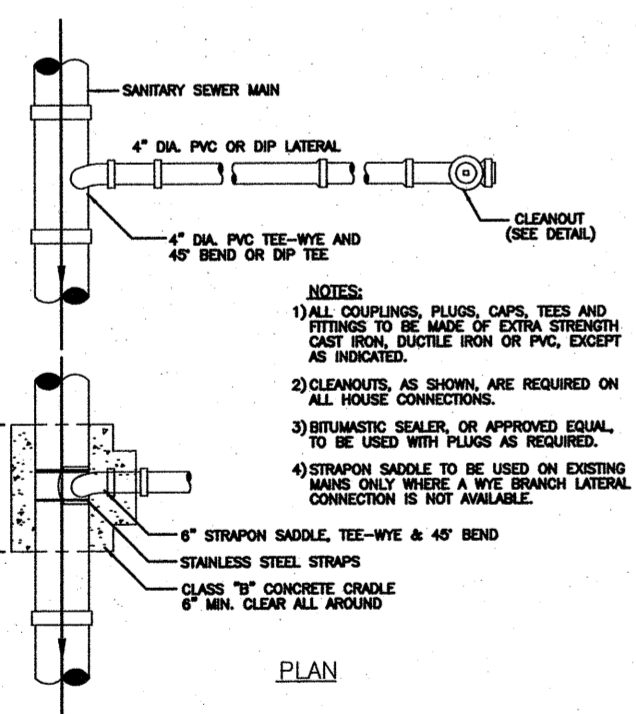 SANITARY SEWER MAIN
4" DIA. PVC OR DIP LATERAL
CLEANOUT
(SEE DETAIL)
4" DIA. PVC TEE-WYE AND
45° BEND OR DIP TEE
NOTES:
1) ALL COUPLINGS, PLUGS, CAPS, TEES AND
FITTINGS TO BE MADE OF EXTRA STRENGTH
CAST IRON, DUCTILE IRON OR PVC, EXCEPT
AS INDICATED.
2) CLEANOUTS, AS SHOWN, ARE REQUIRED ON
ALL HOUSE CONNECTIONS.
3) BITUMASTIC SEALER, OR APPROVED EQUAL,
TO BE USED WITH PLUGS AS REQUIRED.
4) STRAPON SADDLE TO BE USED ON EXISTING
MAINS ONLY WHERE A WYE BRANCH LATERAL
CONNECTION IS NOT AVAILABLE.
6" STRAPON SADDLE, TEE-WYE & 45° BEND
STAINLESS STEEL STRAPS
CLASS "B" CONCRETE CRADLE
6" MIN. CLEAR ALL AROUND
PLAN